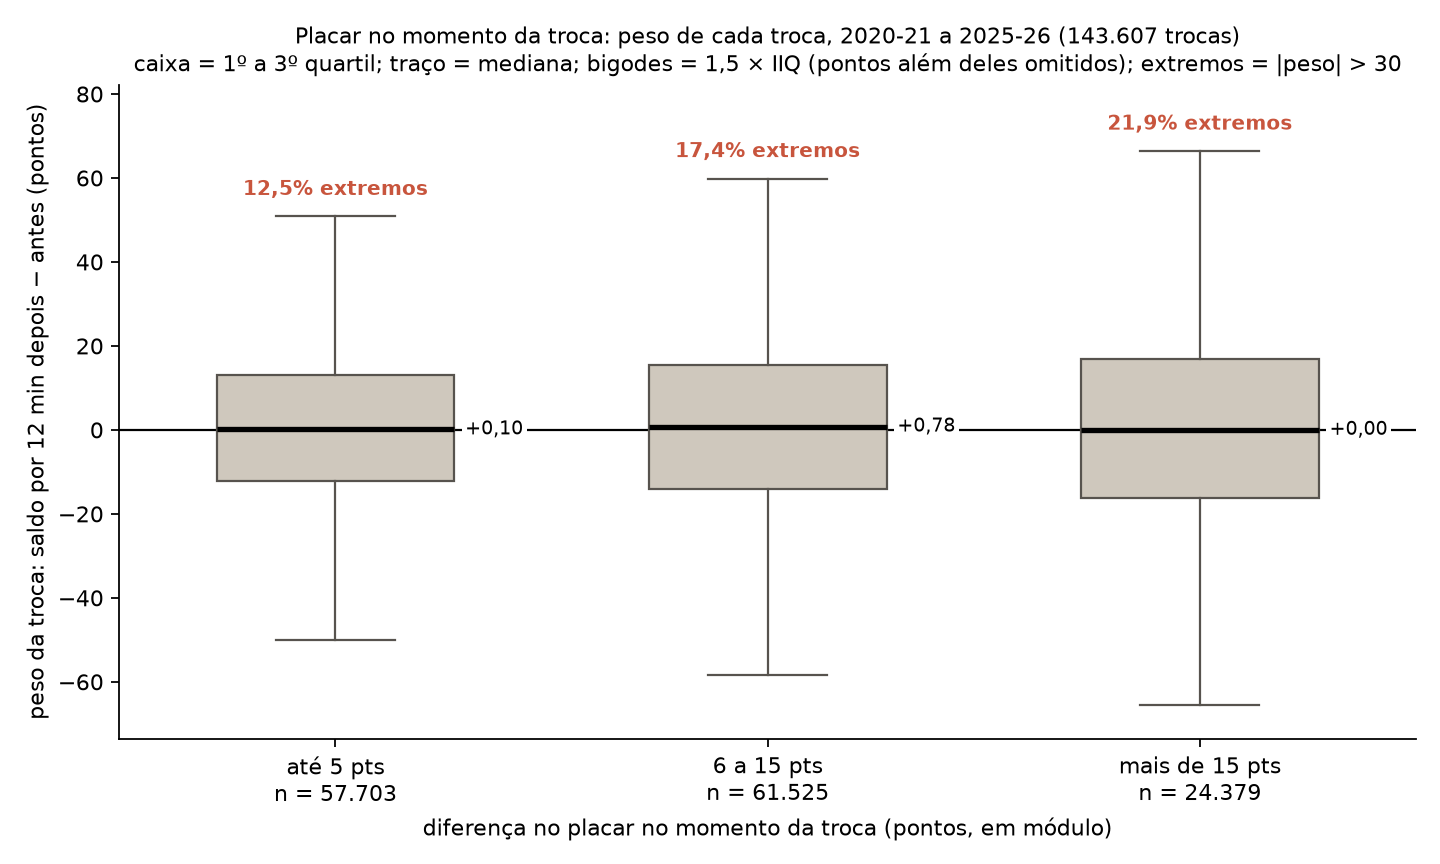 Placar no momento da troca: peso de cada troca, 2020-21 a 2025-26 (143.607 trocas)
caixa = 1º a 3º quartil; traço = mediana; bigodes = 1,5 × IIQ (pontos além deles omitidos); extremos = |peso| > 30
peso da troca: saldo por 12 min depois − antes (pontos)
80
60
40
20
0
−20
−40
−60
12,5% extremos
17,4% extremos
21,9% extremos
+0,10
+0,78
+0,00
até 5 pts
n = 57.703
6 a 15 pts
n = 61.525
mais de 15 pts
n = 24.379
diferença no placar no momento da troca (pontos, em módulo)